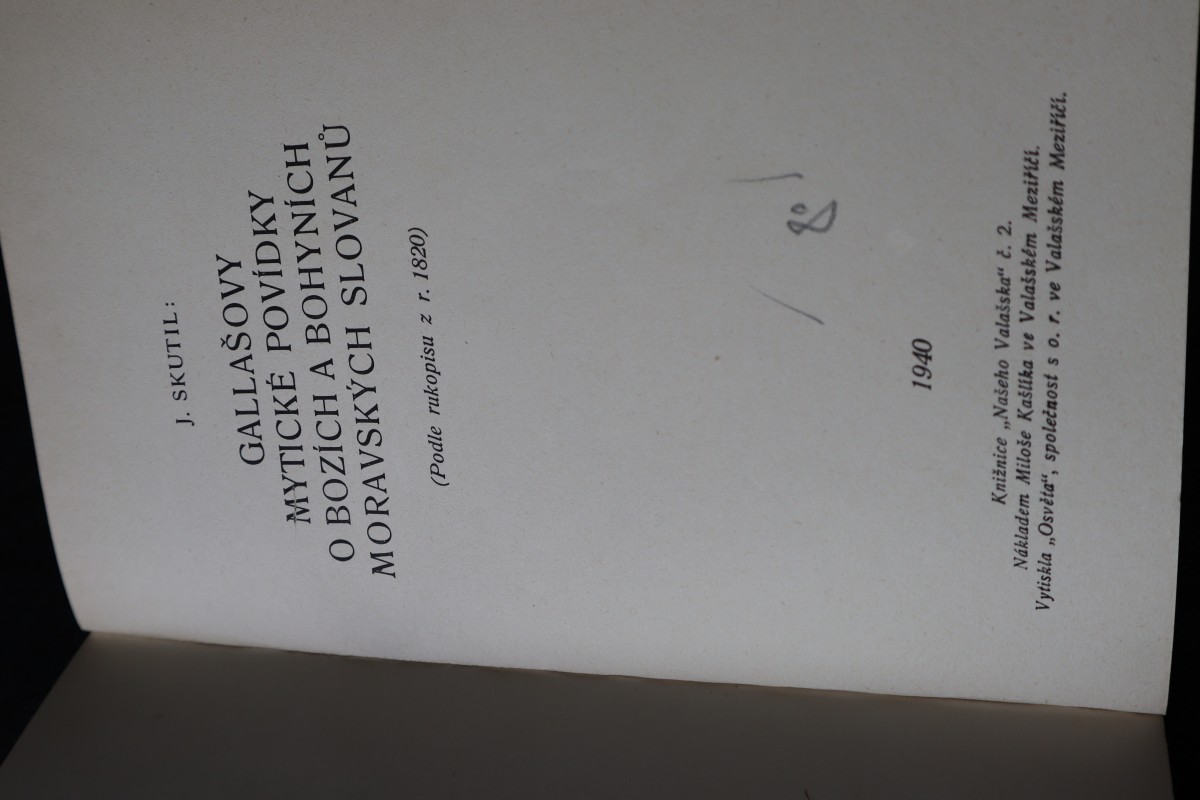 J. SKUTIL:
GALLAŠOVY
MYTICKÉ POVÍDKY
O BOZÍCH A BOHYNÍCH
MORAVSKÝCH SLOVANŮ
(Podle rukopisu z r. 1820)
1940
Knižnice „Našeho Valašska“ č. 2.
Nákladem Miloše Kašlíka ve Valašském Meziříčí.
Vytiskla „Osvěta“, společnost s o. r. ve Valašském Meziříčí.